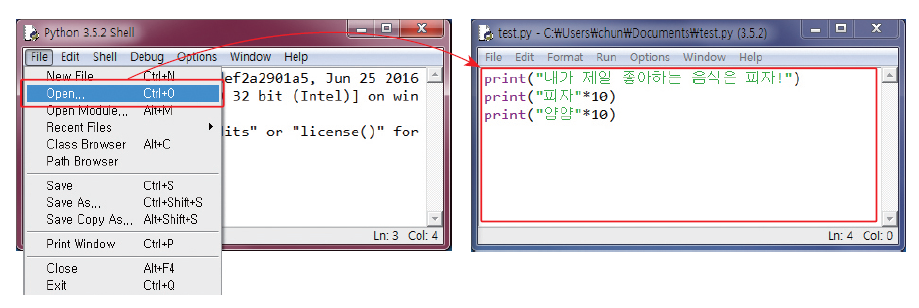 Python 3.5.2 Shell
File Edit Shell Debug Options Window Help
New File Ctrl+N
Open... Ctrl+O
Open Module... Alt+M
Recent Files
Class Browser Alt+C
Path Browser
Save Ctrl+S
Save As... Ctrl+Shift+S
Save Copy As... Alt+Shift+S
Print Window Ctrl+P
Close Alt+F4
Exit Ctrl+Q
ef2a2901a5, Jun 25 2016
32 bit (Intel)] on win
its" or "license()" for
Ln: 3 Col: 4
test.py - C:₩Users₩chun₩Documents₩test.py (3.5.2)
File Edit Format Run Options Window Help
print("내가 제일 좋아하는 음식은 피자!")
print("피자"*10)
print("얌얌"*10)
Ln: 4 Col: 0